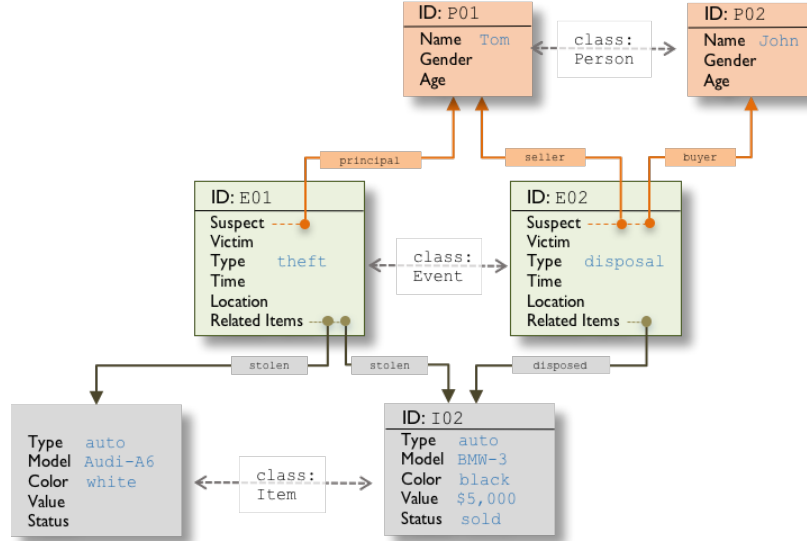 ID: P01
Name Tom
Gender
Age
class:
Person
ID: P02
Name John
Gender
Age
principal
seller
buyer
ID: E01
Suspect
Victim
Type theft
Time
Location
Related Items
class:
Event
ID: E02
Suspect
Victim
Type disposal
Time
Location
Related Items
stolen
stolen
disposed
Type auto
Model Audi-A6
Color white
Value
Status
class:
Item
ID: I02
Type auto
Model BMW-3
Color black
Value $5,000
Status sold